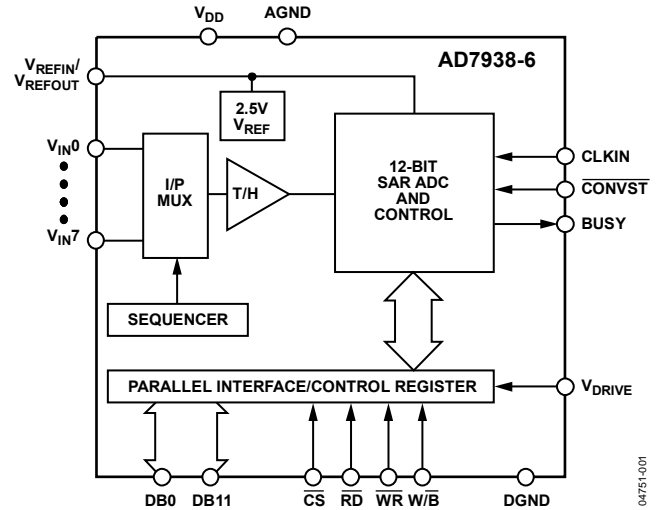 VDD
AGND
AD7938-6
VREFIN/
VREFOUT
2.5V
VREF
VIN0
VIN7
I/P
MUX
T/H
12-BIT
SAR ADC
AND
CONTROL
CLKIN
CONVST
BUSY
SEQUENCER
PARALLEL INTERFACE/CONTROL REGISTER
VDRIVE
DB0
DB11
CS
RD
WR
W/B
DGND
04751-001